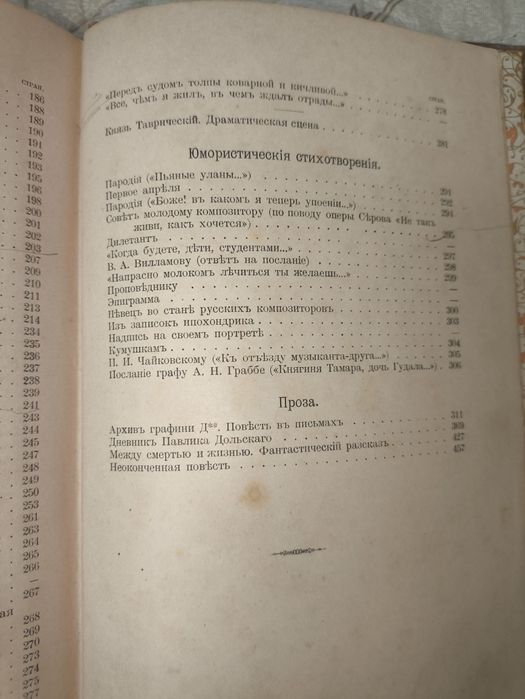 СТРАН.
186
188
189
190
191
192
193
195
196
198
200
201
202
203
207
210
211
213
214
234
235
237
238
239
241
243
245
247
248
249
250
253
261
263
264
265
266
—
267
ая
268
269
270
273
274
275
277
СТРАН.
«Передъ судомъ толпы коварной и кичливой...»
«Все, чѣмъ я жилъ, въ чемъ ждалъ отрады...» 278
Князь Таврическій. Драматическая сцена 281
Юмористическія стихотворенія.
Пародія («Пьяные уланы...») 291
Первое апрѣля 292
Пародія («Боже! въ какомъ я теперь упоеніи...») 294
Совѣтъ молодому композитору (по поводу оперы Сѣрова «Не такъ
живи, какъ хочется») 295
Дилетантъ —
«Когда будете, дѣти, студентами...» 297
В. А. Вилламову (отвѣтъ на посланіе) 298
«Напрасно молокомъ лѣчиться ты желаешь...» 299
Проповѣднику —
Эпиграмма —
Пѣвецъ во станѣ русскихъ композиторовъ 300
Изъ записокъ ипохондрика 303
Надпись на своемъ портретѣ —
Кумушкамъ 304
П. И. Чайковскому («Къ отъѣзду музыканта-друга...») 305
Посланіе графу А. Н. Граббе («Княгиня Тамара, дочь Гудала...») 306
Проза.
Архивъ графини Д**. Повѣсть въ письмахъ 311
Дневникъ Павлика Дольскаго 369
Между смертью и жизнью. Фантастическій разсказъ 427
Неоконченная повѣсть 457